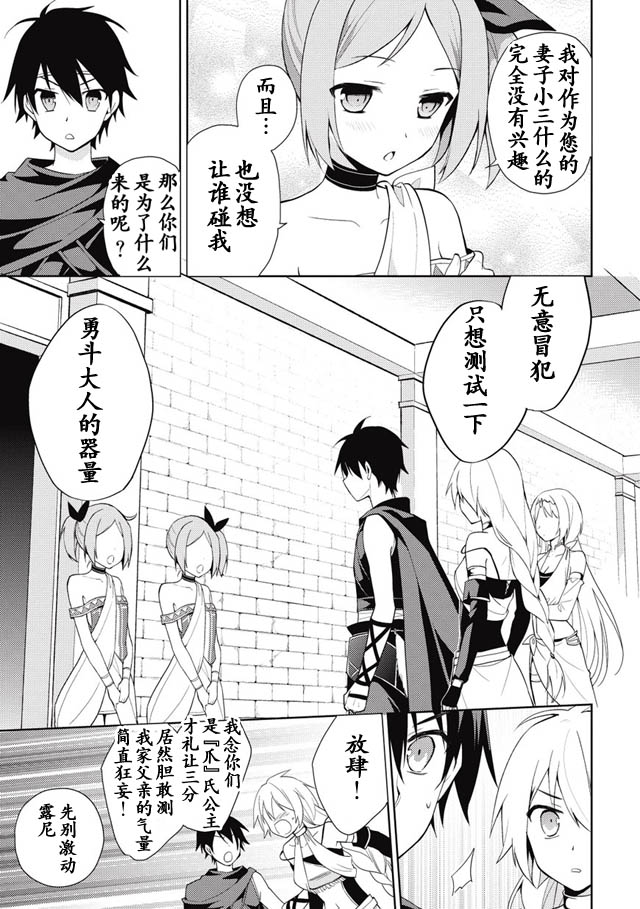 我对作为您的
妻子小三什么的
完全没有兴趣
而且…
也没想
让谁碰我
那么你们
是为了什么
来的呢？
无意冒犯
只想测试一下
勇斗大人的器量
放肆！
我念你们
是『爪』氏公主
才礼让三分
居然胆敢测
我家父亲的气量
简直狂妄！
先别激动
露尼